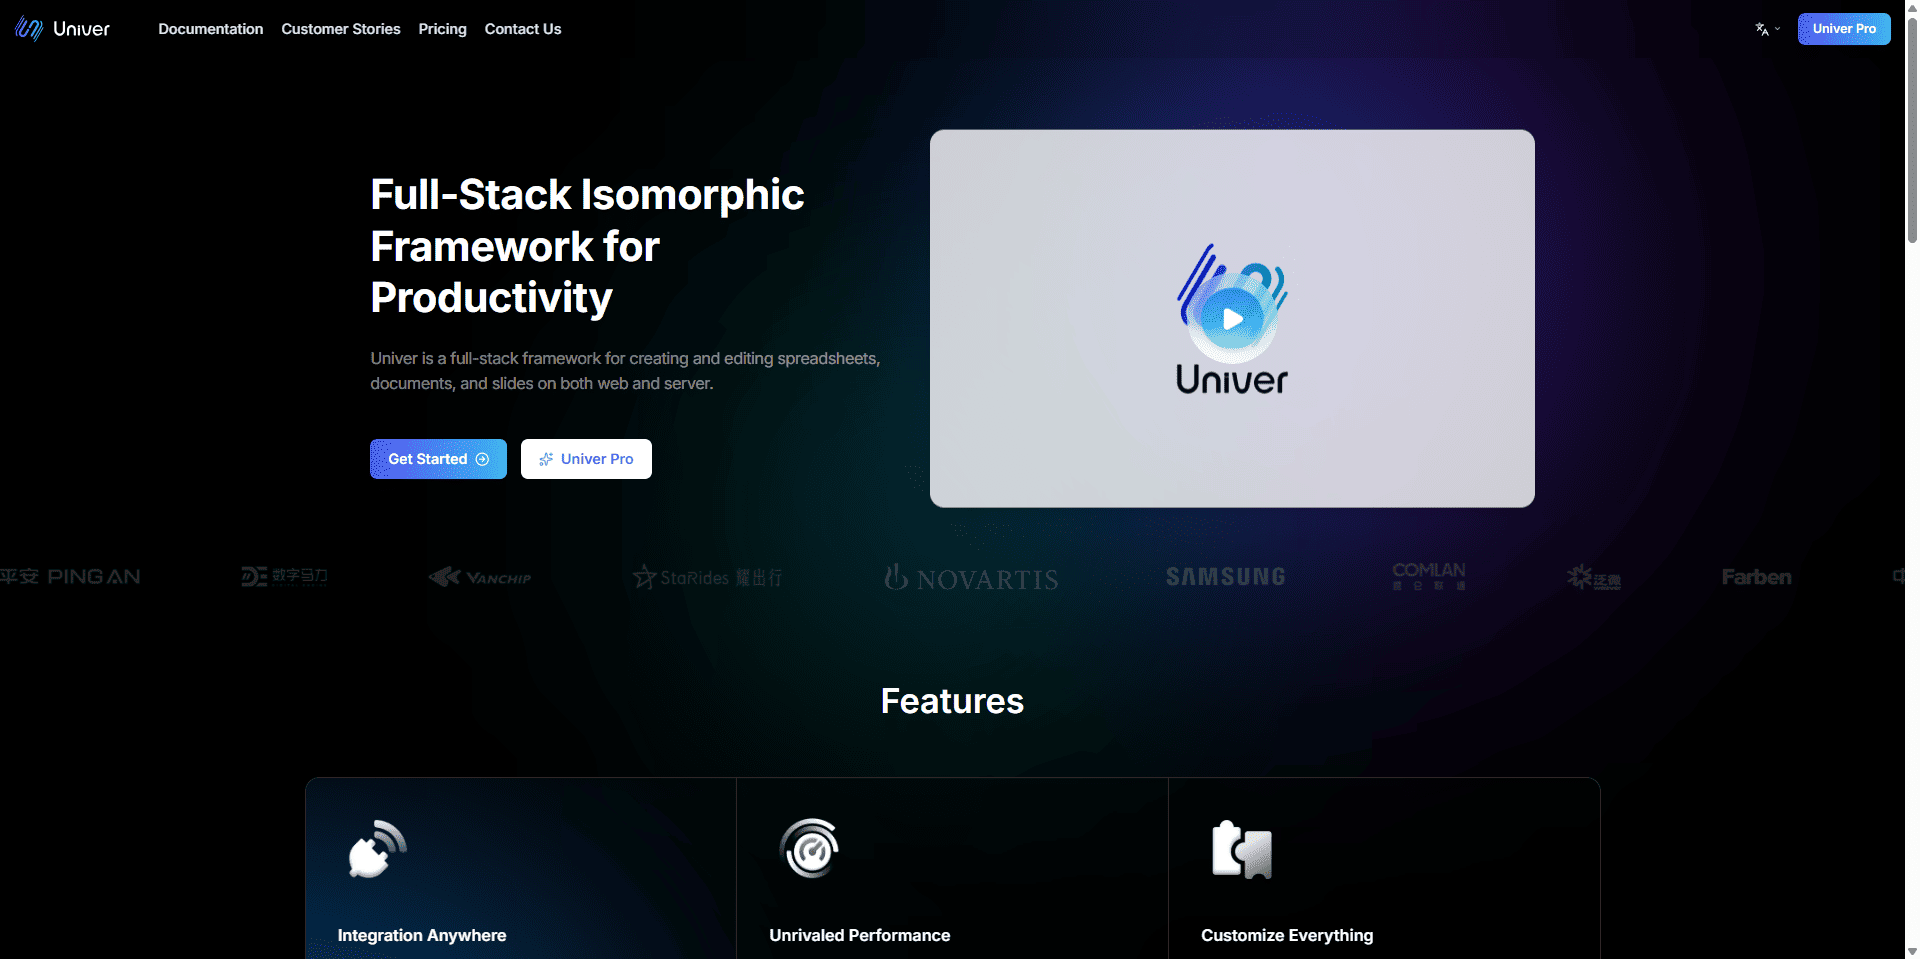 Univer
Documentation
Customer Stories
Pricing
Contact Us
Univer Pro
Full-Stack Isomorphic
Framework for
Productivity
Univer is a full-stack framework for creating and editing spreadsheets,
documents, and slides on both web and server.
Get Started
Univer Pro
Univer
平安 PING AN
数字马力
VANCHIP
StaRides 耀出行
NOVARTIS
SAMSUNG
COMLAN
泛微
Farben
Features
Integration Anywhere
Unrivaled Performance
Customize Everything